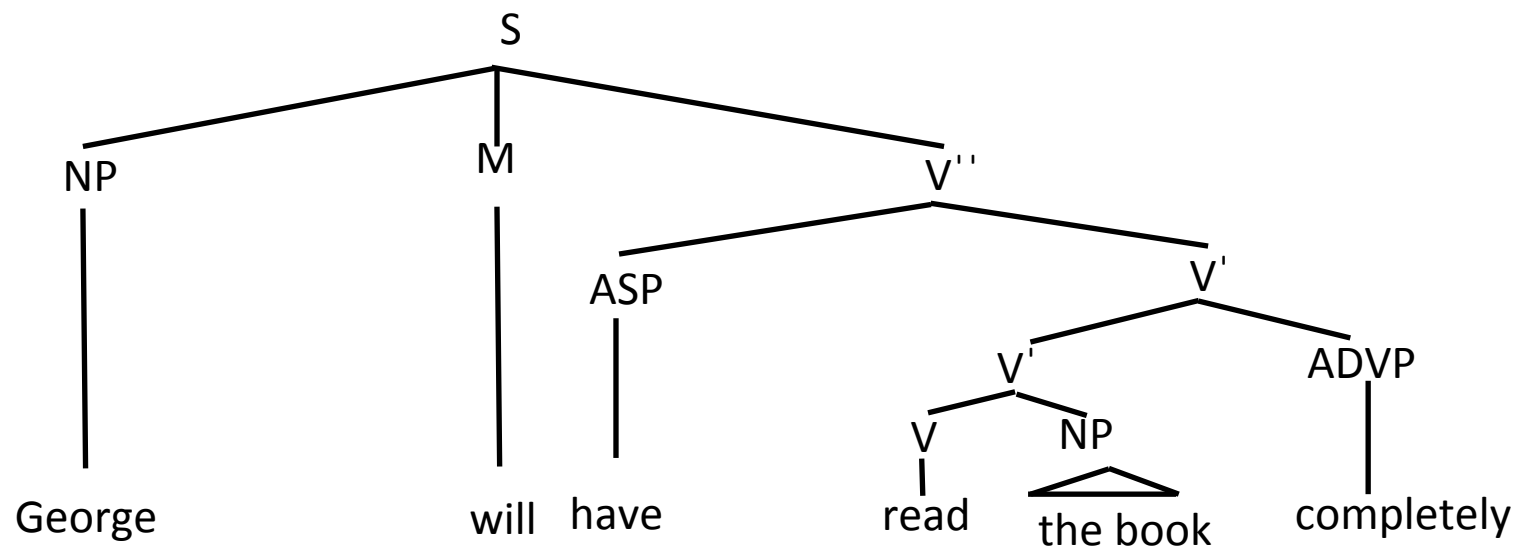 S
NP M V''
ASP V'
V' ADVP
V NP
George will have read the book completely